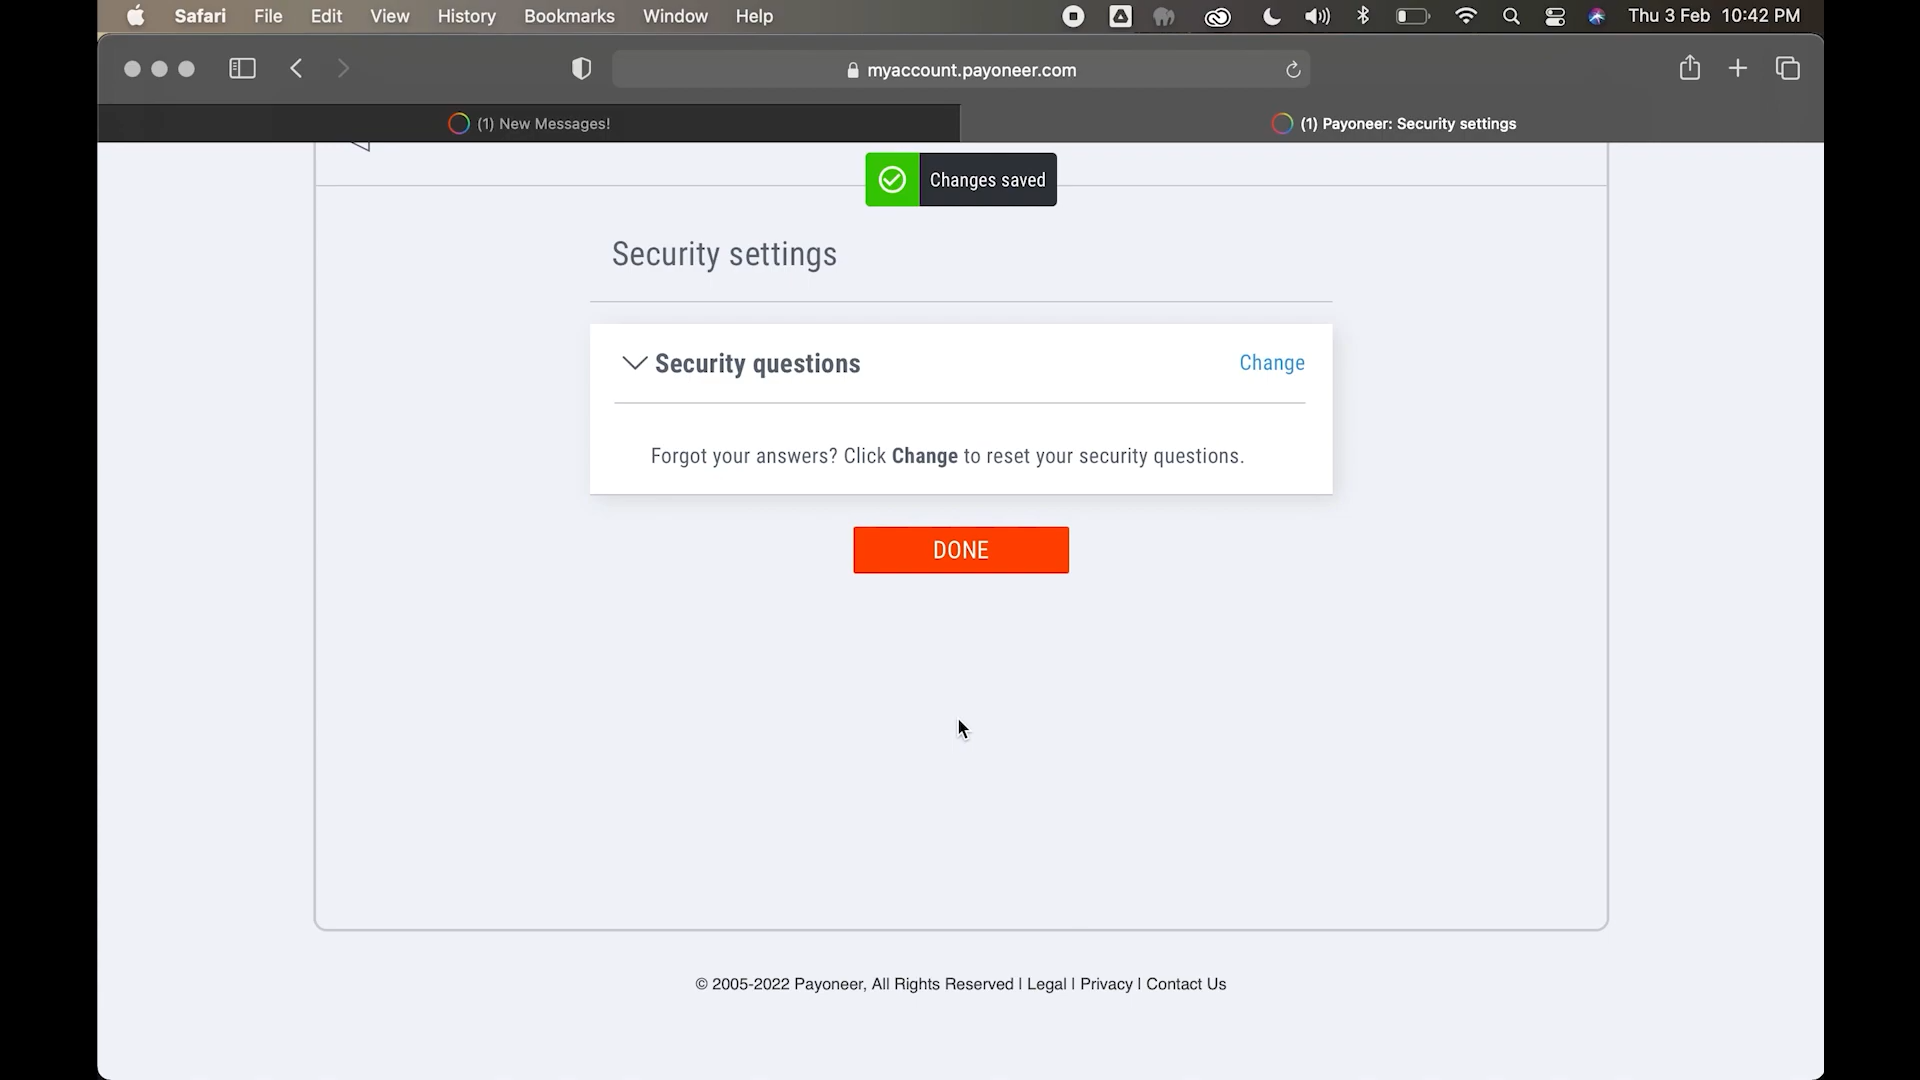 Safari File Edit View History Bookmarks Window Help Thu 3 Feb 10:42 PM
myaccount.payoneer.com
(1) New Messages! (1) Payoneer: Security settings
Changes saved
Security settings
Security questions Change
Forgot your answers? Click Change to reset your security questions.
DONE
© 2005-2022 Payoneer, All Rights Reserved | Legal | Privacy | Contact Us